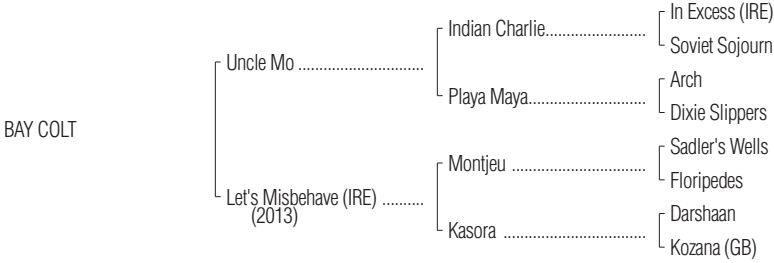 In Excess (IRE)
Indian Charlie........................
Soviet Sojourn
Uncle Mo ..............................
Arch
Playa Maya............................
Dixie Slippers
BAY COLT
Sadler's Wells
Montjeu ................................
Floripedes
Let's Misbehave (IRE) ..........
(2013)
Darshaan
Kasora ..................................
Kozana (GB)